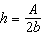 h = A/2b